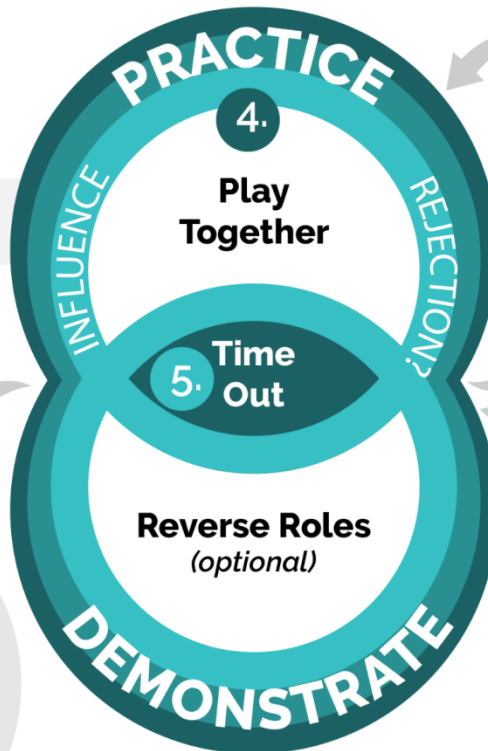 PRACTICE
4.
INFLUENCE
REJECTION?
Play
Together
5.
Time
Out
Reverse Roles
(optional)
DEMONSTRATE